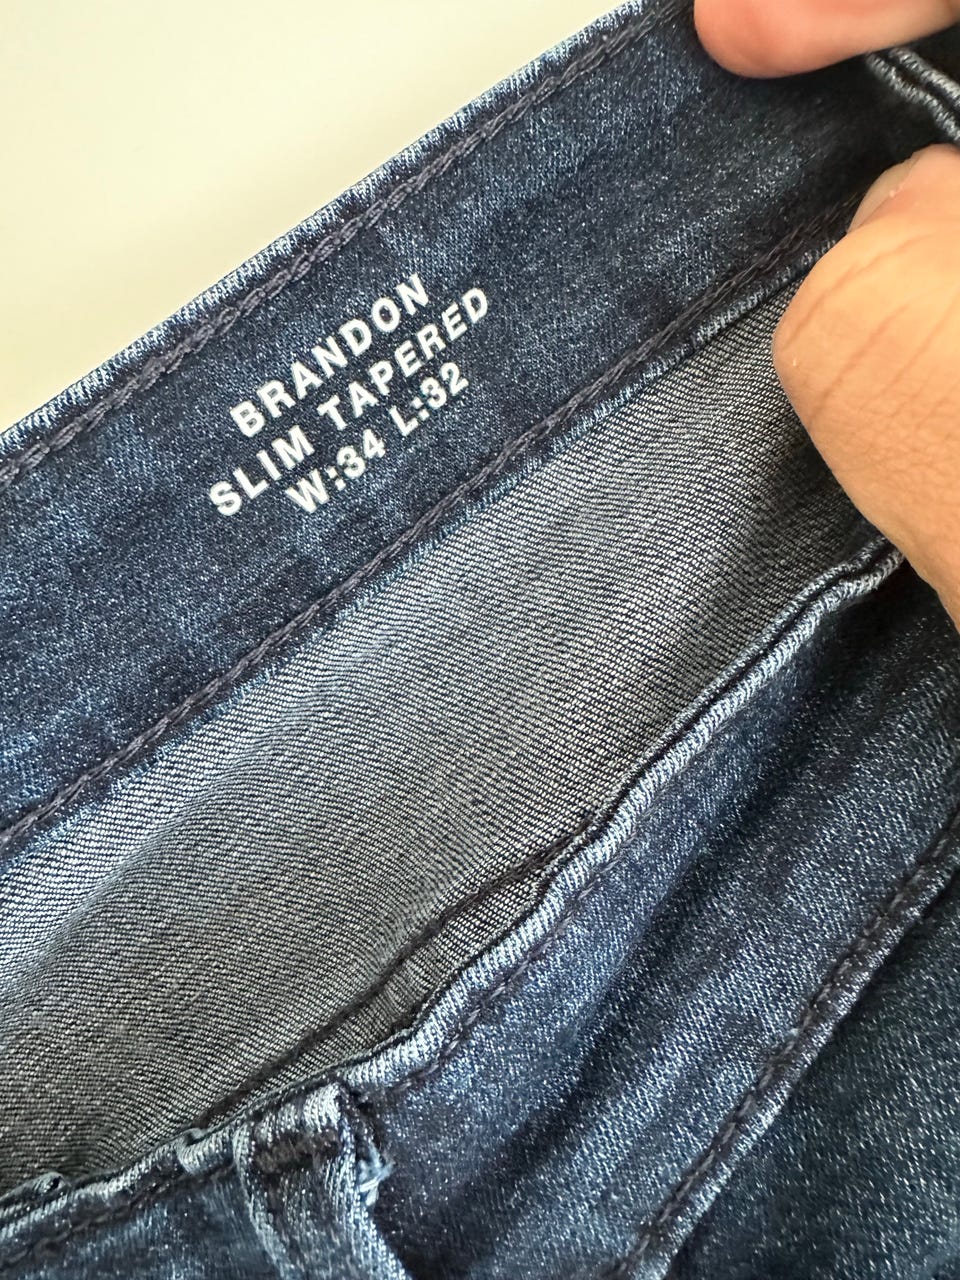 BRANDON
SLIM TAPERED
W:34 L:32